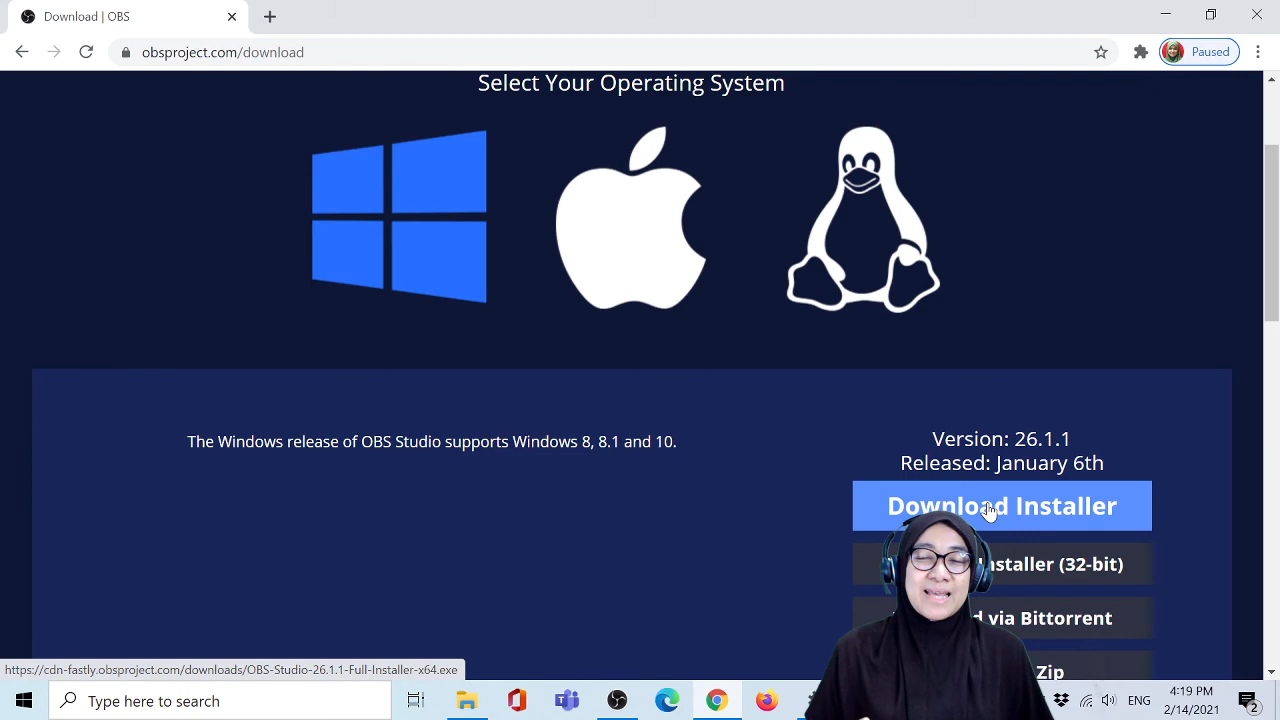 Download | OBS
obsproject.com/download
Paused
Select Your Operating System
The Windows release of OBS Studio supports Windows 8, 8.1 and 10.
Version: 26.1.1
Released: January 6th
Download Installer
(32-bit)
via Bittorrent
Zip
https://cdn-fastly.obsproject.com/downloads/OBS-Studio-26.1.1-Full-Installer-x64.exe
Type here to search
ENG
:19 PM
2/14/2021
2